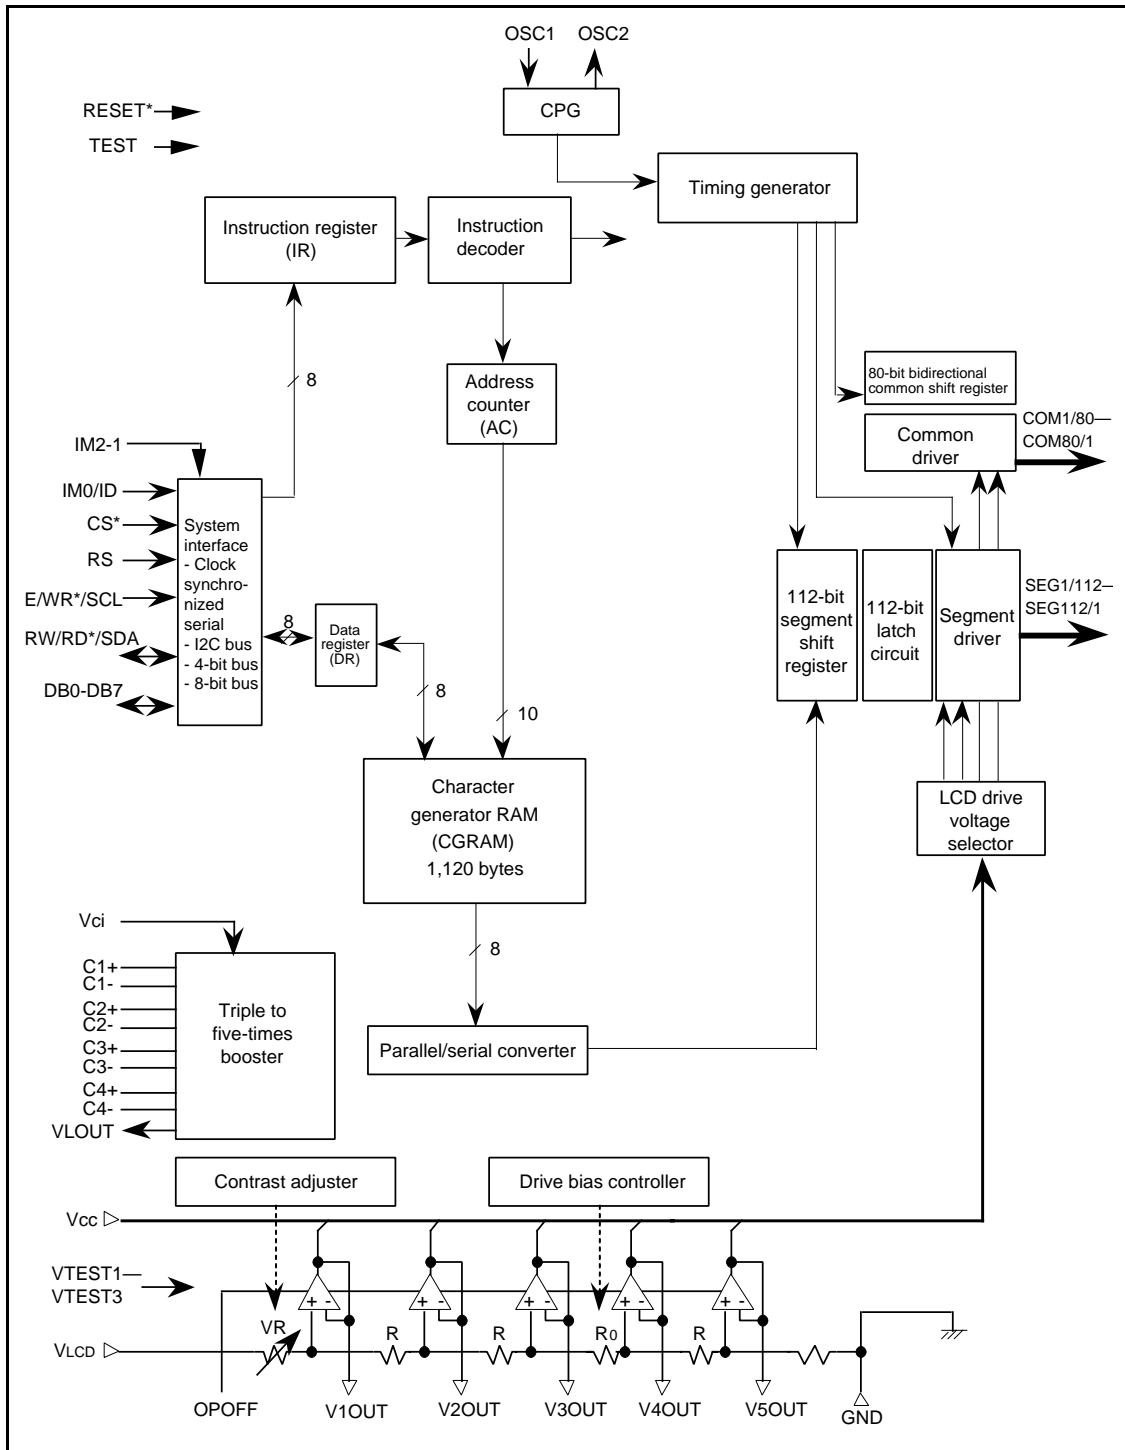 OSC1 OSC2
CPG
RESET*
TEST
Timing generator
Instruction register
(IR)
Instruction
decoder
8
Address
counter
(AC)
80-bit bidirectional
common shift register
COM1/80—
COM80/1
Common
driver
IM2-1
IM0/ID
CS*
RS
E/WR*/SCL
RW/RD*/SDA
DB0-DB7
System
interface
- Clock
synchro-
nized
serial
- I2C bus
- 4-bit bus
- 8-bit bus
8
Data
register
(DR)
8
10
112-bit
segment
shift
register
112-bit
latch
circuit
Segment
driver
SEG1/112—
SEG112/1
Character
generator RAM
(CGRAM)
1,120 bytes
LCD drive
voltage
selector
8
Vci
C1+
C1-
C2+
C2-
C3+
C3-
C4+
C4-
VLOUT
Triple to
five-times
booster
Parallel/serial converter
Contrast adjuster
Drive bias controller
Vcc
VTEST1—
VTEST3
+ - + - + - + - + -
VR R R R0 R
VLCD
OPOFF V1OUT V2OUT V3OUT V4OUT V5OUT GND